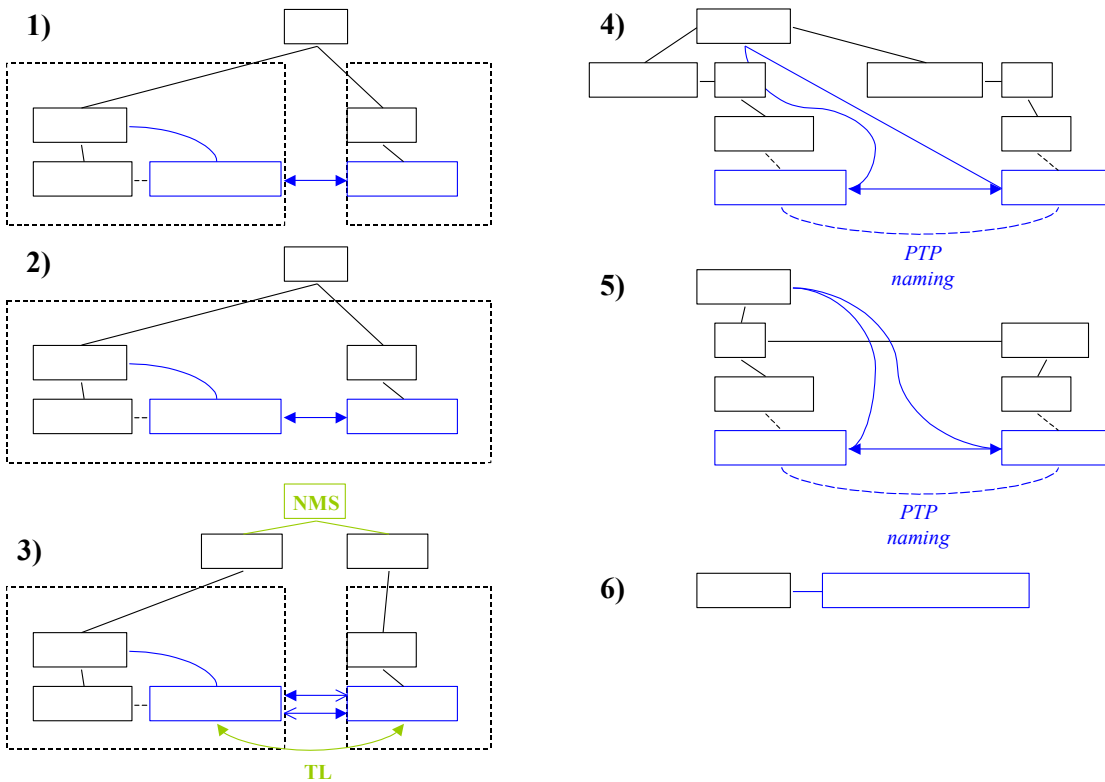 1)
2)
NMS
3)
TL
4)
PTP
naming
5)
PTP
naming
6)